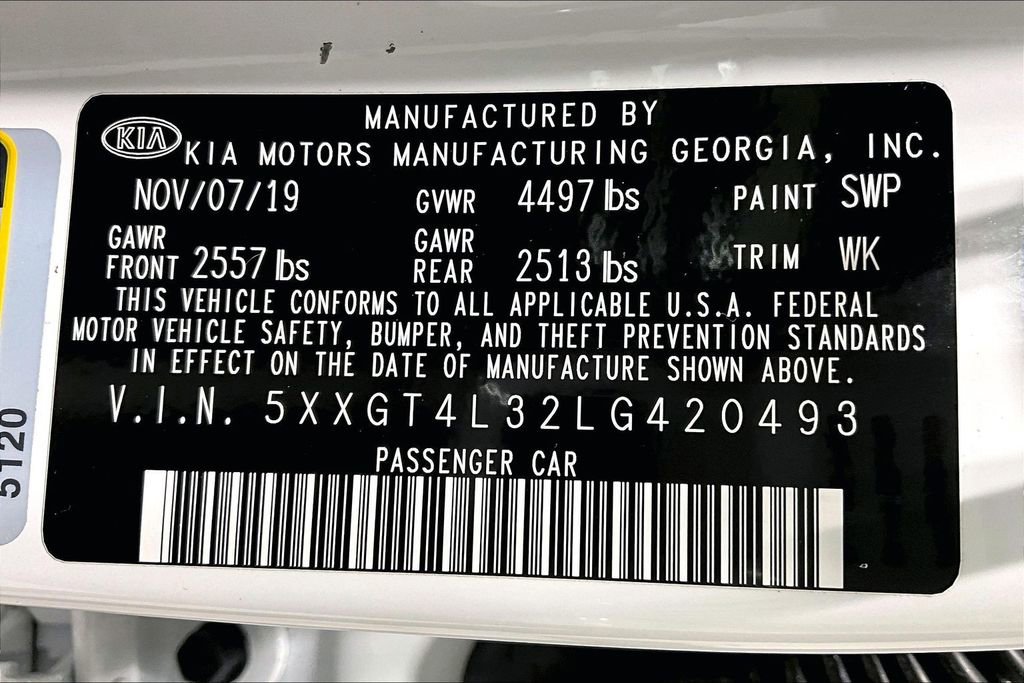 MANUFACTURED BY
KIA KIA MOTORS MANUFACTURING GEORGIA, INC.
NOV/07/19 GVWR 4497 lbs PAINT SWP
GAWR FRONT 2557 lbs GAWR REAR 2513 lbs TRIM WK
THIS VEHICLE CONFORMS TO ALL APPLICABLE U.S.A. FEDERAL
MOTOR VEHICLE SAFETY, BUMPER, AND THEFT PREVENTION STANDARDS
IN EFFECT ON THE DATE OF MANUFACTURE SHOWN ABOVE.
V.I.N. 5XXGT4L32LG420493
PASSENGER CAR
5120